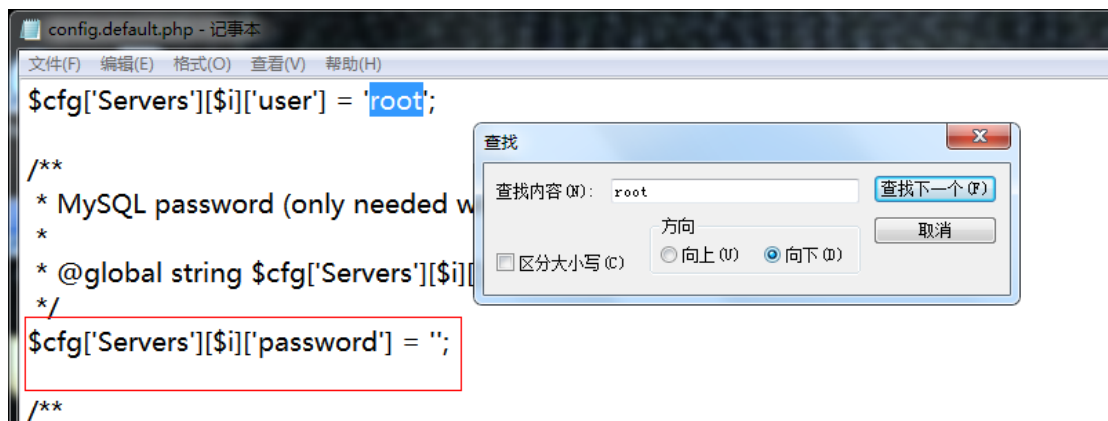 config.default.php - 记事本
文件(F) 编辑(E) 格式(O) 查看(V) 帮助(H)
$cfg['Servers'][$i]['user'] = 'root';
/**
* MySQL password (only needed w
*
* @global string $cfg['Servers'][$i][
*/
$cfg['Servers'][$i]['password'] = '';
/**
查找
查找内容(N): root
查找下一个(F)
方向
取消
区分大小写(C)
向上(U) 向下(D)